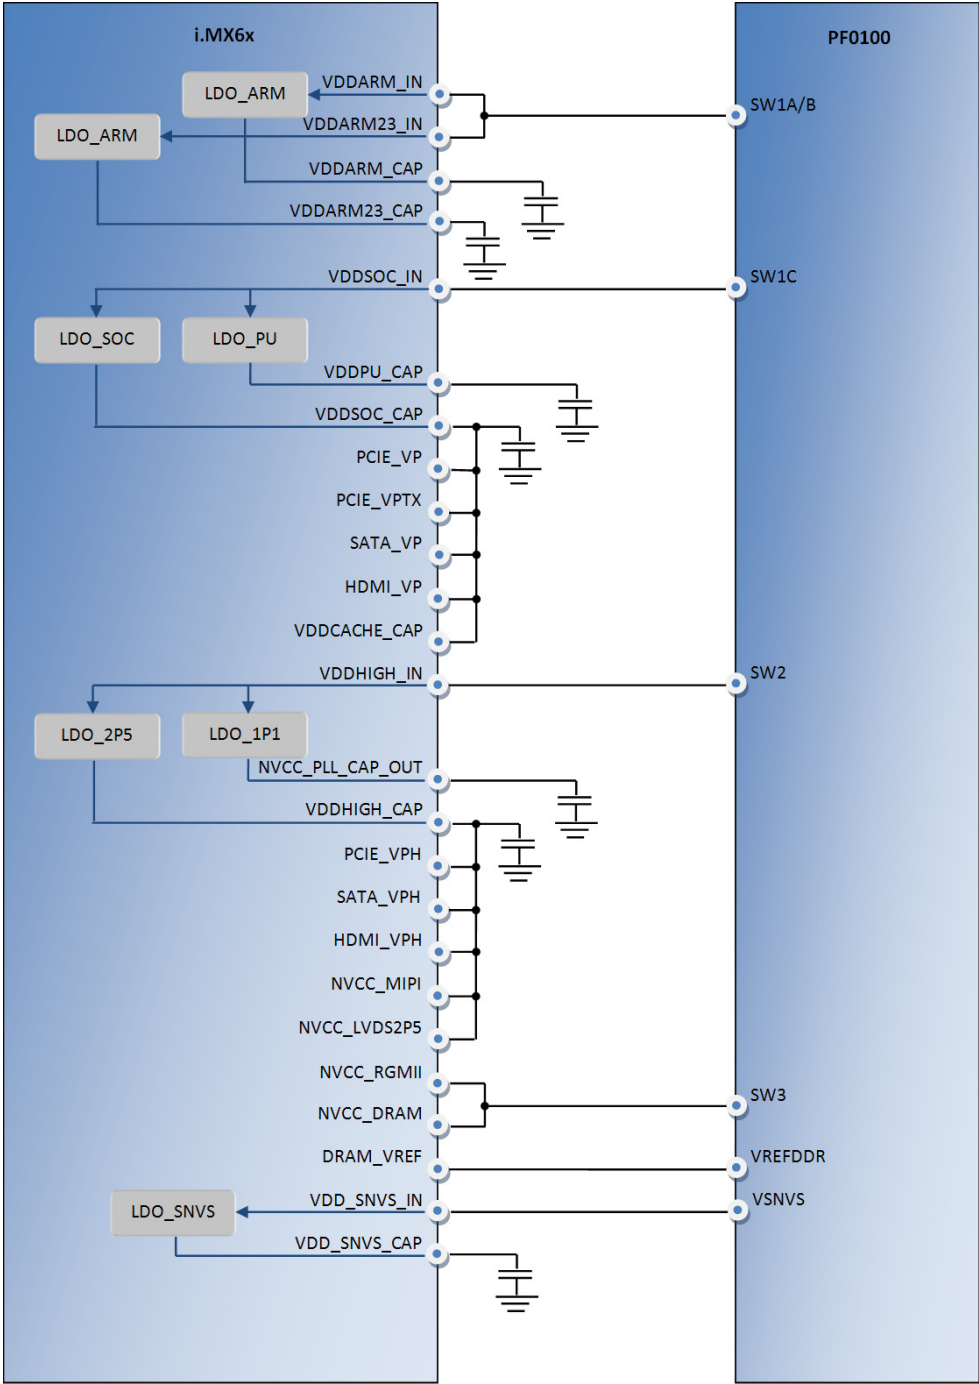 i.MX6x
PF0100
VDDARM_IN
LDO_ARM
SW1A/B
VDDARM23_IN
LDO_ARM
VDDARM_CAP
VDDARM23_CAP
VDDSOC_IN
SW1C
LDO_SOC
LDO_PU
VDDPU_CAP
VDDSOC_CAP
PCIE_VP
PCIE_VPTX
SATA_VP
HDMI_VP
VDDCACHE_CAP
VDDHIGH_IN
SW2
LDO_2P5
LDO_1P1
NVCC_PLL_CAP_OUT
VDDHIGH_CAP
PCIE_VPH
SATA_VPH
HDMI_VPH
NVCC_MIPI
NVCC_LVDS2P5
NVCC_RGMII
SW3
NVCC_DRAM
DRAM_VREF
VREFDDR
VDD_SNVS_IN
VSNVS
LDO_SNVS
VDD_SNVS_CAP